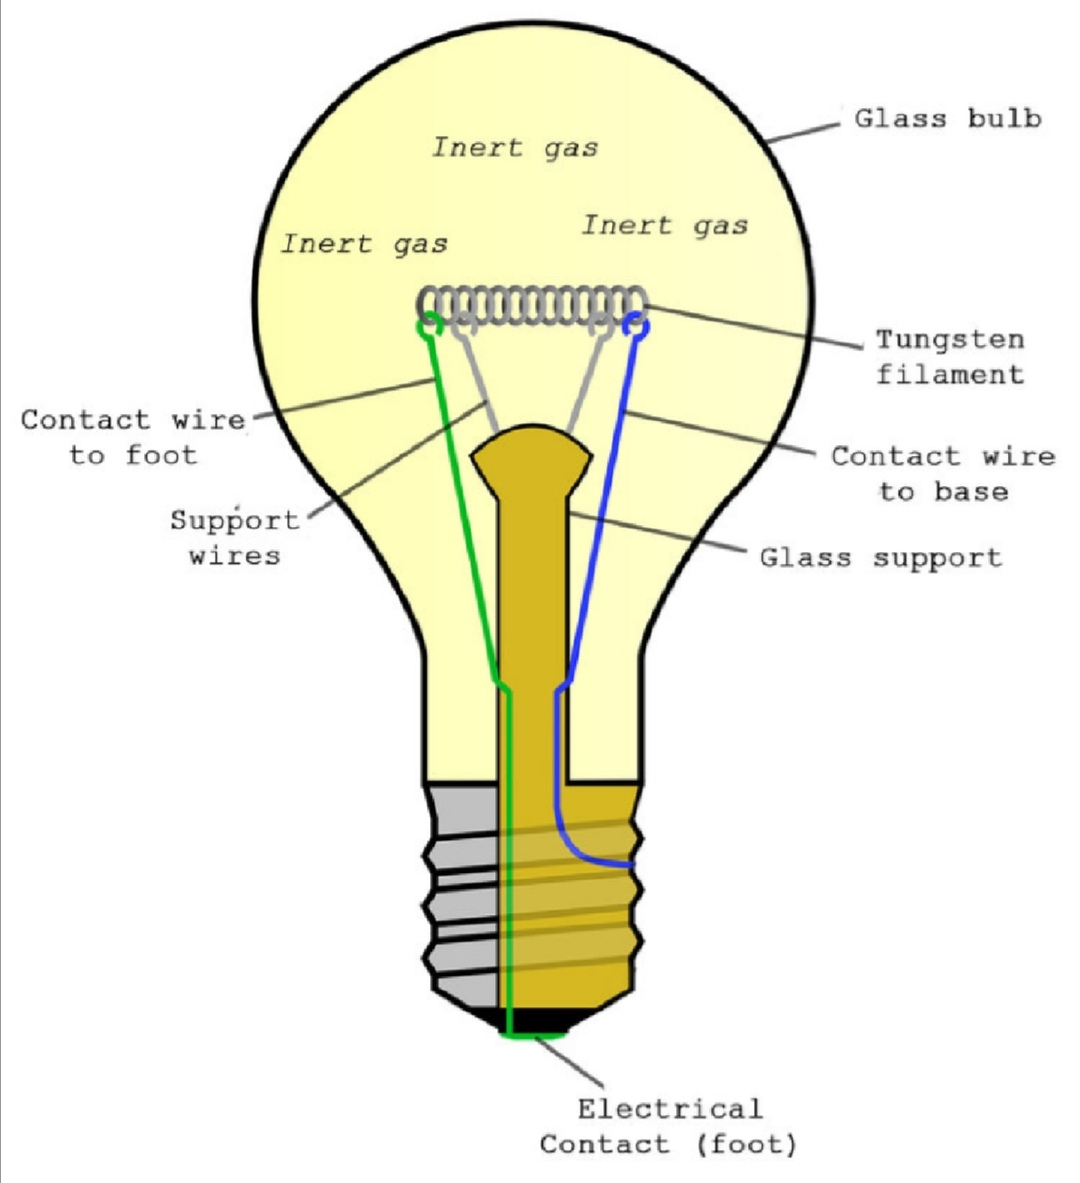 Glass bulb
Inert gas
Inert gas
Inert gas
Tungsten
filament
Contact wire
to foot
Contact wire
to base
Support
wires
Glass support
Electrical
Contact (foot)